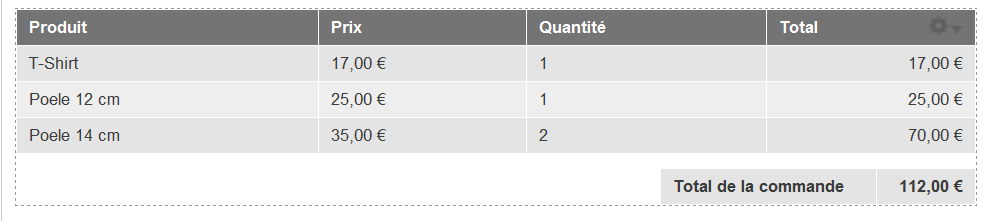 Produit Prix Quantité Total
T-Shirt 17,00 € 1 17,00 €
Poele 12 cm 25,00 € 1 25,00 €
Poele 14 cm 35,00 € 2 70,00 €
Total de la commande 112,00 €